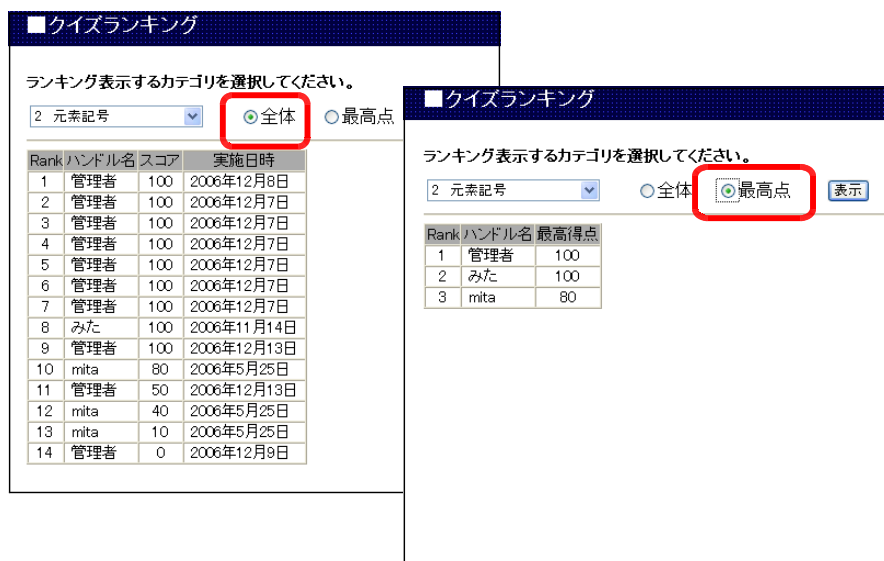 ■クイズランキング
ランキング表示するカテゴリを選択してください。
2 元素記号 全体 最高点
Rank ハンドル名 スコア 実施日時
1 管理者 100 2006年12月8日
2 管理者 100 2006年12月7日
3 管理者 100 2006年12月7日
4 管理者 100 2006年12月7日
5 管理者 100 2006年12月7日
6 管理者 100 2006年12月7日
7 管理者 100 2006年12月7日
8 みた 100 2006年11月14日
9 管理者 100 2006年12月13日
10 mita 80 2006年5月25日
11 管理者 50 2006年12月13日
12 mita 40 2006年5月25日
13 mita 10 2006年5月25日
14 管理者 0 2006年12月9日
■クイズランキング
ランキング表示するカテゴリを選択してください。
2 元素記号 全体 最高点 表示
Rank ハンドル名 最高得点
1 管理者 100
2 みた 100
3 mita 80